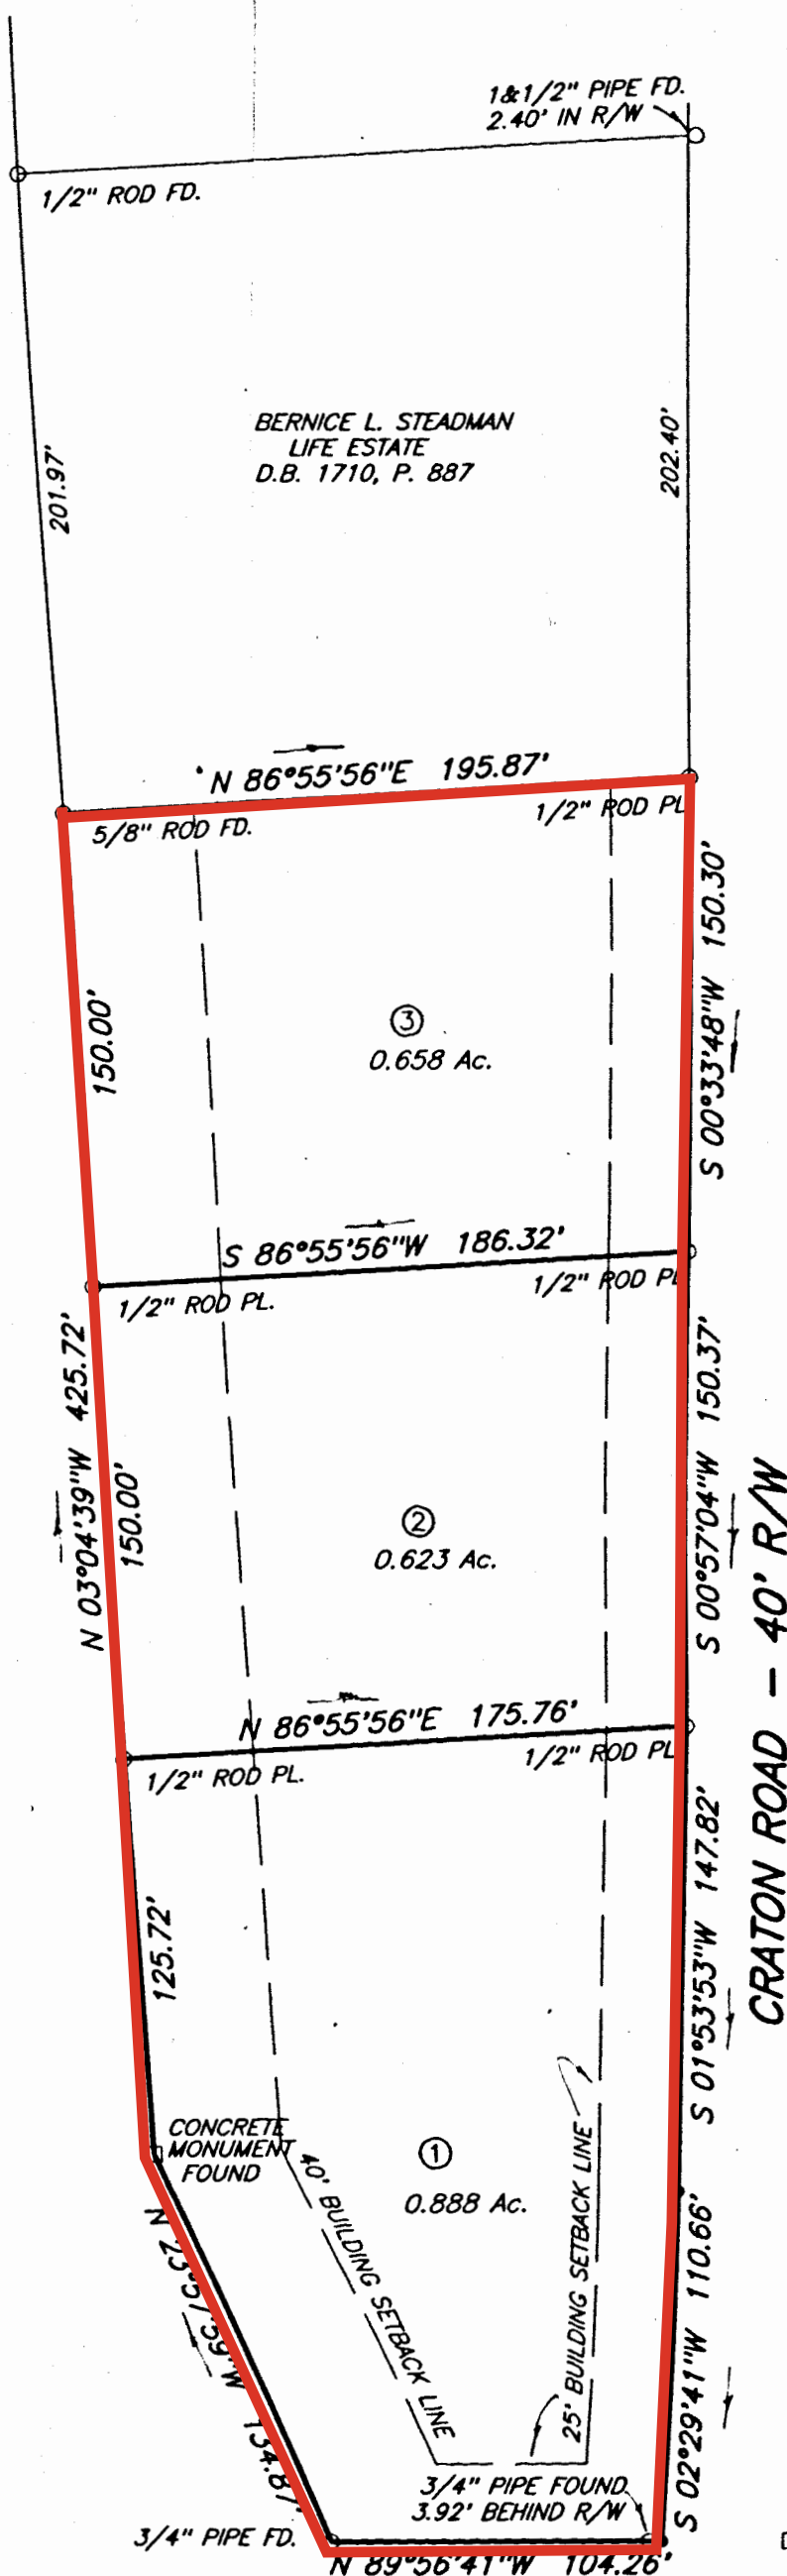 1&1/2" PIPE FD.
2.40' IN R/W
1/2" ROD FD.
BERNICE L. STEADMAN
LIFE ESTATE
D.B. 1710, P. 887
201.97'
202.40'
N 86°55'56"E 195.87'
5/8" ROD FD.
1/2" ROD PL
150.00'
3
0.658 Ac.
S 00°33'48"W 150.30'
S 86°55'56"W 186.32'
1/2" ROD PL.
1/2" ROD PL
N 03°04'39"W 425.72'
150.00'
2
0.623 Ac.
S 00°57'04"W 150.37'
CRATON ROAD - 40' R/W
N 86°55'56"E 175.76'
1/2" ROD PL.
1/2" ROD PL
125.72'
S 01°53'53"W 147.82'
CONCRETE
MONUMENT
FOUND
1
0.888 Ac.
40' BUILDING SETBACK LINE
25' BUILDING SETBACK LINE
S 02°29'41"W 110.66'
N 134.87'
3/4" PIPE FOUND
3.92' BEHIND R/W
3/4" PIPE FD.
N 89°56'41"W 104.26'